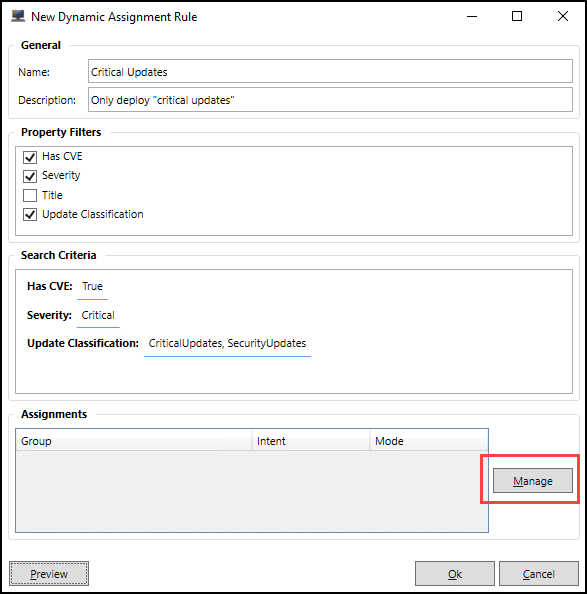 New Dynamic Assignment Rule
General
Name: Critical Updates
Description: Only deploy "critical updates"
Property Filters
Has CVE
Severity
Title
Update Classification
Search Criteria
Has CVE: True
Severity: Critical
Update Classification: CriticalUpdates, SecurityUpdates
Assignments
Group Intent Mode
Manage
Preview Ok Cancel